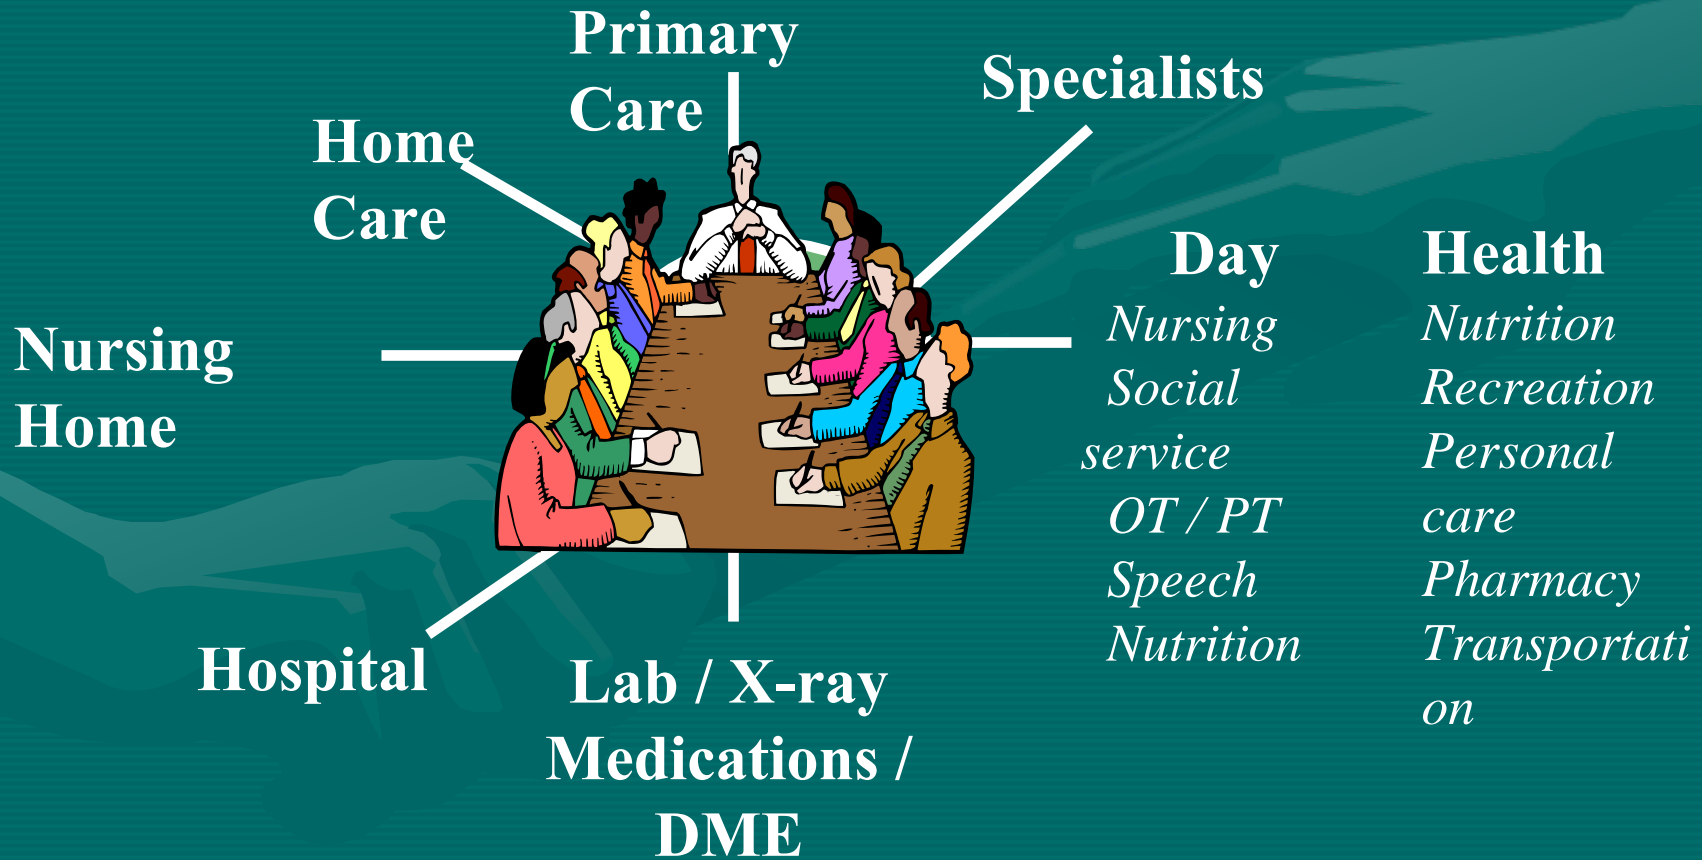 Primary
Care
Specialists
Home
Care
Nursing
Home
Day
Nursing
Social
service
OT / PT
Speech
Nutrition
Health
Nutrition
Recreation
Personal
care
Pharmacy
Transportati
on
Hospital
Lab / X-ray
Medications /
DME